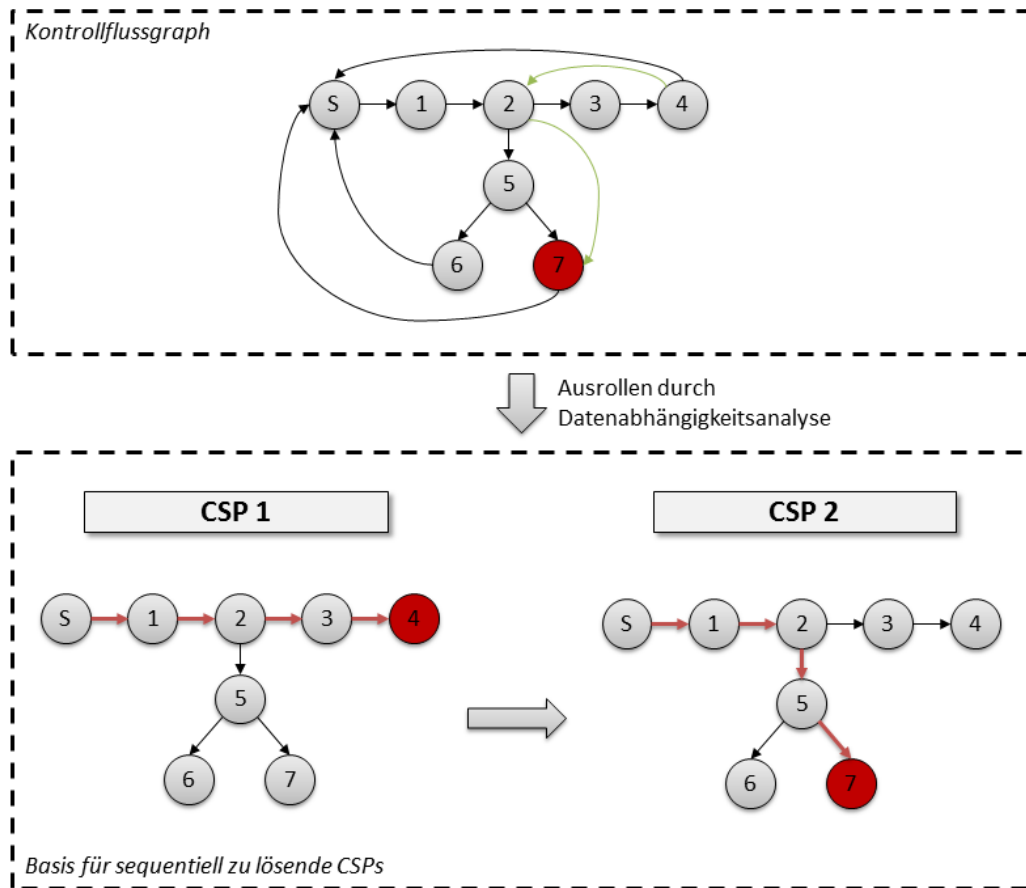 Kontrollflussgraph
S 1 2 3 4
5
6 7
Ausrollen durch
Datenabhängigkeitsanalyse
CSP 1
S 1 2 3 4
5
6 7
CSP 2
S 1 2 3 4
5
6 7
Basis für sequentiell zu lösende CSPs